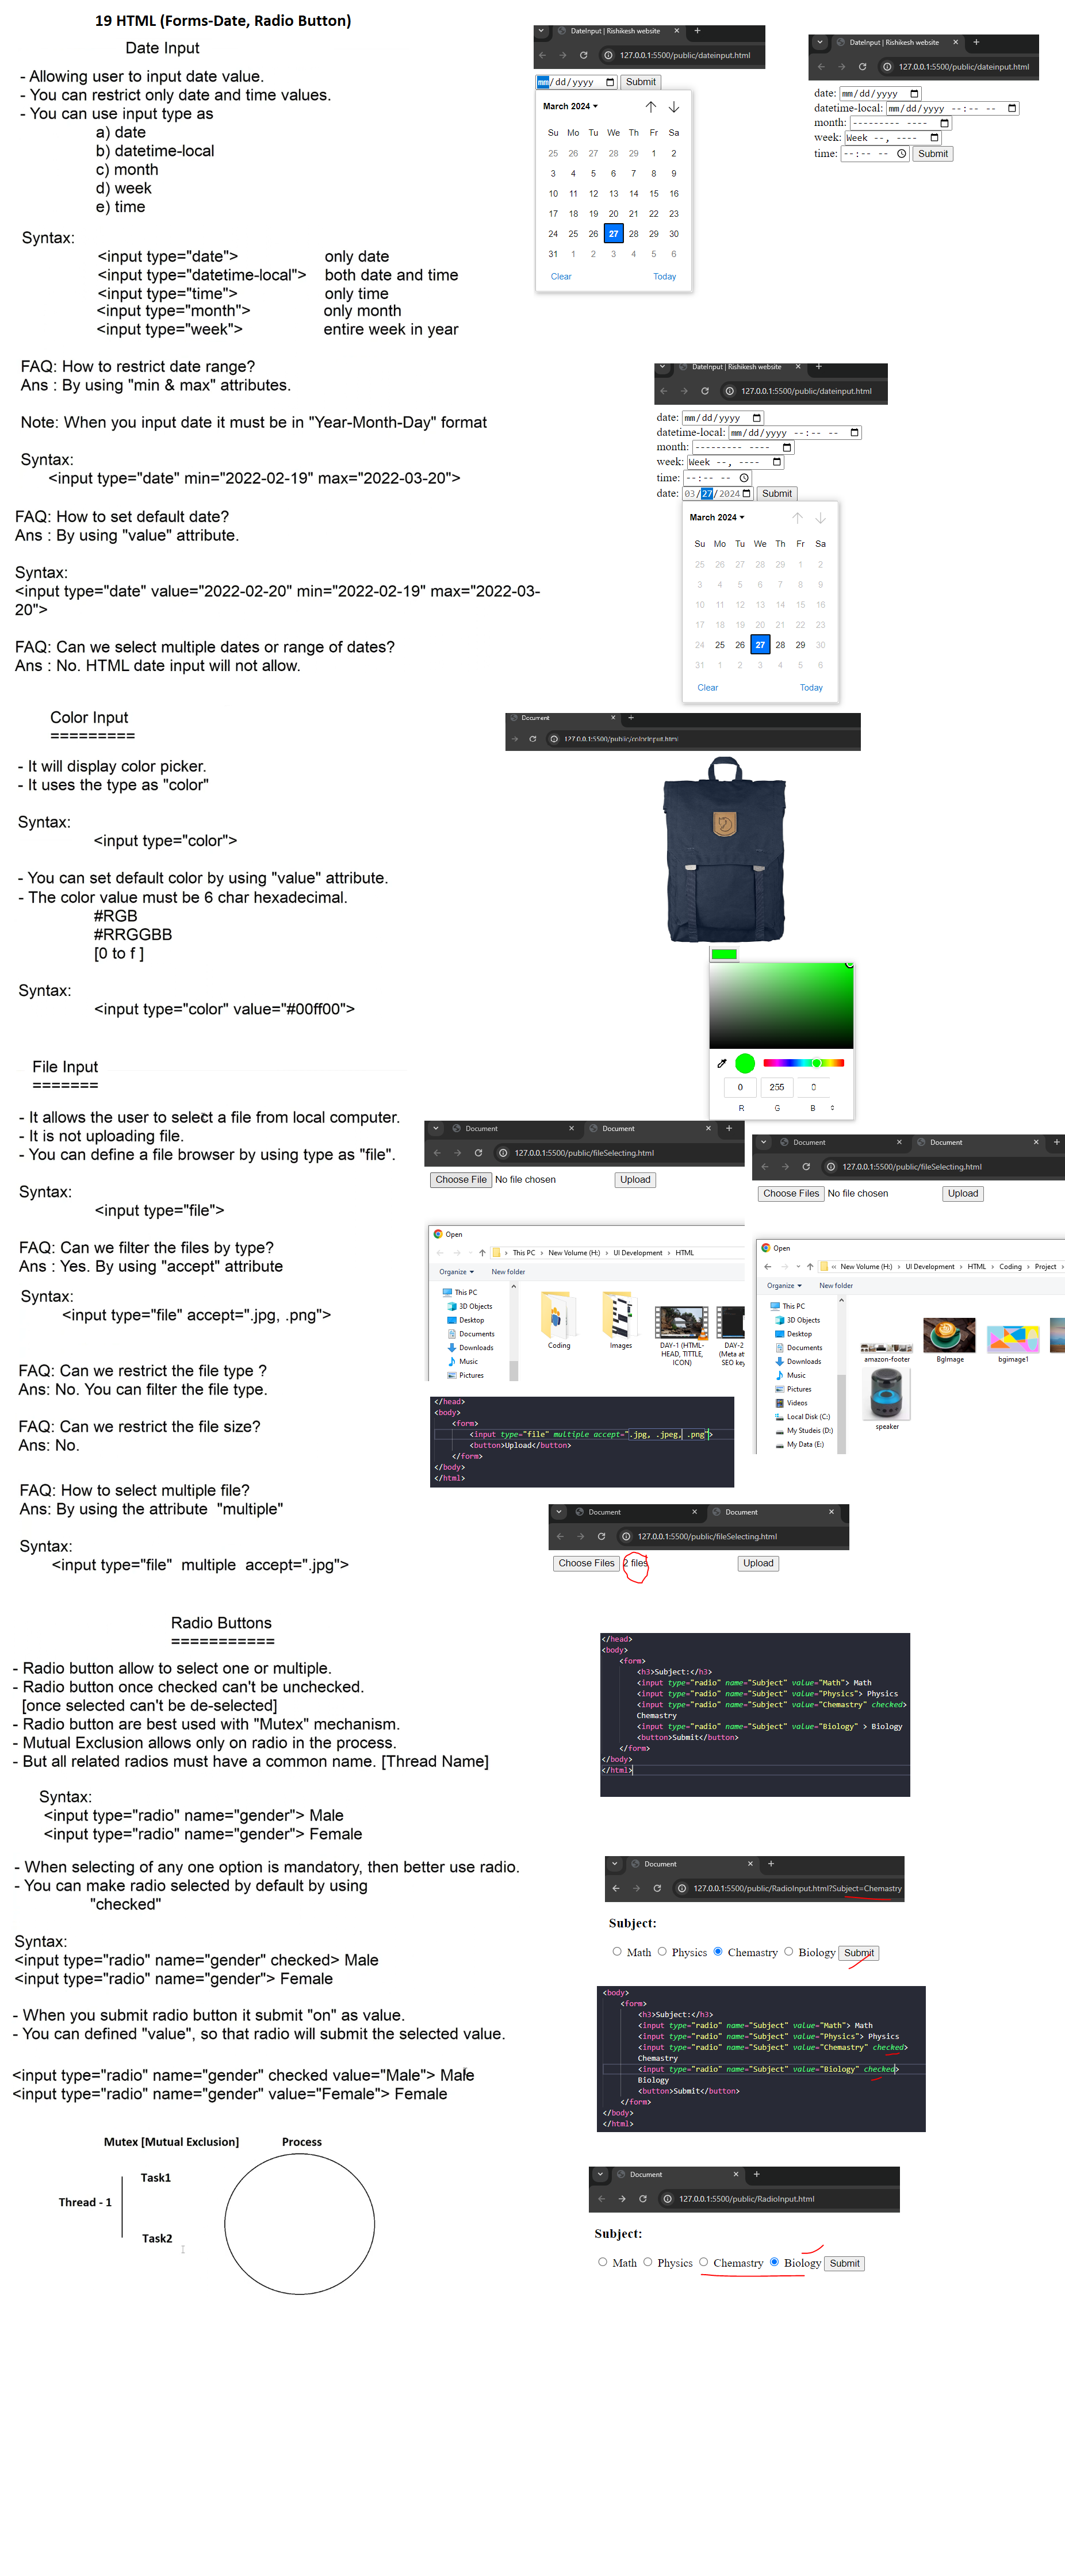 19 HTML (Forms-Date, Radio Button)
Date Input
- Allowing user to input date value.
- You can restrict only date and time values.
- You can use input type as
a) date
b) datetime-local
c) month
d) week
e) time
Syntax:
<input type="date"> only date
<input type="datetime-local"> both date and time
<input type="time"> only time
<input type="month"> only month
<input type="week"> entire week in year
FAQ: How to restrict date range?
Ans : By using "min & max" attributes.
Note: When you input date it must be in "Year-Month-Day" format
Syntax:
<input type="date" min="2022-02-19" max="2022-03-20">
FAQ: How to set default date?
Ans : By using "value" attribute.
Syntax:
<input type="date" value="2022-02-20" min="2022-02-19" max="2022-03-
20">
FAQ: Can we select multiple dates or range of dates?
Ans : No. HTML date input will not allow.
DateInput | Rishikesh website
127.0.0.1:5500/public/dateinput.html
mm/dd/yyyy Submit
March 2024
Su Mo Tu We Th Fr Sa
25 26 27 28 29 1 2
3 4 5 6 7 8 9
10 11 12 13 14 15 16
17 18 19 20 21 22 23
24 25 26 27 28 29 30
31 1 2 3 4 5 6
Clear Today
DateInput | Rishikesh website
127.0.0.1:5500/public/dateinput.html
date: mm/dd/yyyy
datetime-local: mm/dd/yyyy --:-- --
month: --------- ----
week: Week --, ----
time: --:-- -- Submit
DateInput | Rishikesh website
127.0.0.1:5500/public/dateinput.html
date: mm/dd/yyyy
datetime-local: mm/dd/yyyy --:-- --
month: --------- ----
week: Week --, ----
time: --:-- --
date: 03/27/2024 Submit
March 2024
Su Mo Tu We Th Fr Sa
25 26 27 28 29 1 2
3 4 5 6 7 8 9
10 11 12 13 14 15 16
17 18 19 20 21 22 23
24 25 26 27 28 29 30
31 1 2 3 4 5 6
Clear Today
Color Input
=========
- It will display color picker.
- It uses the type as "color"
Syntax:
<input type="color">
- You can set default color by using "value" attribute.
- The color value must be 6 char hexadecimal.
#RGB
#RRGGBB
[0 to f ]
Syntax:
<input type="color" value="#00ff00">
Document
127.0.0.1:5500/public/colorInput.html
0 255 0
R G B
File Input
=======
- It allows the user to select a file from local computer.
- It is not uploading file.
- You can define a file browser by using type as "file".
Syntax:
<input type="file">
FAQ: Can we filter the files by type?
Ans : Yes. By using "accept" attribute
Syntax:
<input type="file" accept=".jpg, .png">
FAQ: Can we restrict the file type ?
Ans: No. You can filter the file type.
FAQ: Can we restrict the file size?
Ans: No.
FAQ: How to select multiple file?
Ans: By using the attribute "multiple"
Syntax:
<input type="file" multiple accept=".jpg">
Document Document
127.0.0.1:5500/public/fileSelecting.html
Choose File No file chosen Upload
Open
This PC > New Volume (H:) > UI Development > HTML
Organize New folder
This PC
3D Objects
Desktop
Documents
Downloads
Music
Pictures
Coding
Images
DAY-1 (HTML-
HEAD, TITTLE,
ICON)
DAY-2
(Meta at
SEO key
Document Document
127.0.0.1:5500/public/fileSelecting.html
Choose Files No file chosen Upload
Open
« New Volume (H:) > UI Development > HTML > Coding > Project >
Organize New folder
This PC
3D Objects
Desktop
Documents
Downloads
Music
Pictures
Videos
Local Disk (C:)
My Studeis (D:)
My Data (E:)
amazon-footer
BgImage
bgimage1
speaker
</head>
<body>
<form>
<input type="file" multiple accept=".jpg, .jpeg, .png">
<button>Upload</button>
</form>
</body>
</html>
Document Document
127.0.0.1:5500/public/fileSelecting.html
Choose Files 2 files Upload
Radio Buttons
===========
- Radio button allow to select one or multiple.
- Radio button once checked can't be unchecked.
[once selected can't be de-selected]
- Radio button are best used with "Mutex" mechanism.
- Mutual Exclusion allows only on radio in the process.
- But all related radios must have a common name. [Thread Name]
Syntax:
<input type="radio" name="gender"> Male
<input type="radio" name="gender"> Female
- When selecting of any one option is mandatory, then better use radio.
- You can make radio selected by default by using
"checked"
Syntax:
<input type="radio" name="gender" checked> Male
<input type="radio" name="gender"> Female
- When you submit radio button it submit "on" as value.
- You can defined "value", so that radio will submit the selected value.
<input type="radio" name="gender" checked value="Male"> Male
<input type="radio" name="gender" value="Female"> Female
</head>
<body>
<form>
<h3>Subject:</h3>
<input type="radio" name="Subject" value="Math"> Math
<input type="radio" name="Subject" value="Physics"> Physics
<input type="radio" name="Subject" value="Chemastry" checked>
Chemastry
<input type="radio" name="Subject" value="Biology" > Biology
<button>Submit</button>
</form>
</body>
</html>
Document
127.0.0.1:5500/public/RadioInput.html?Subject=Chemastry
Subject:
Math Physics Chemastry Biology Submit
<body>
<form>
<h3>Subject:</h3>
<input type="radio" name="Subject" value="Math"> Math
<input type="radio" name="Subject" value="Physics"> Physics
<input type="radio" name="Subject" value="Chemastry" checked>
Chemastry
<input type="radio" name="Subject" value="Biology" checked>
Biology
<button>Submit</button>
</form>
</body>
</html>
Mutex [Mutual Exclusion] Process
Task1
Thread - 1
Task2
Document
127.0.0.1:5500/public/RadioInput.html
Subject:
Math Physics Chemastry Biology Submit